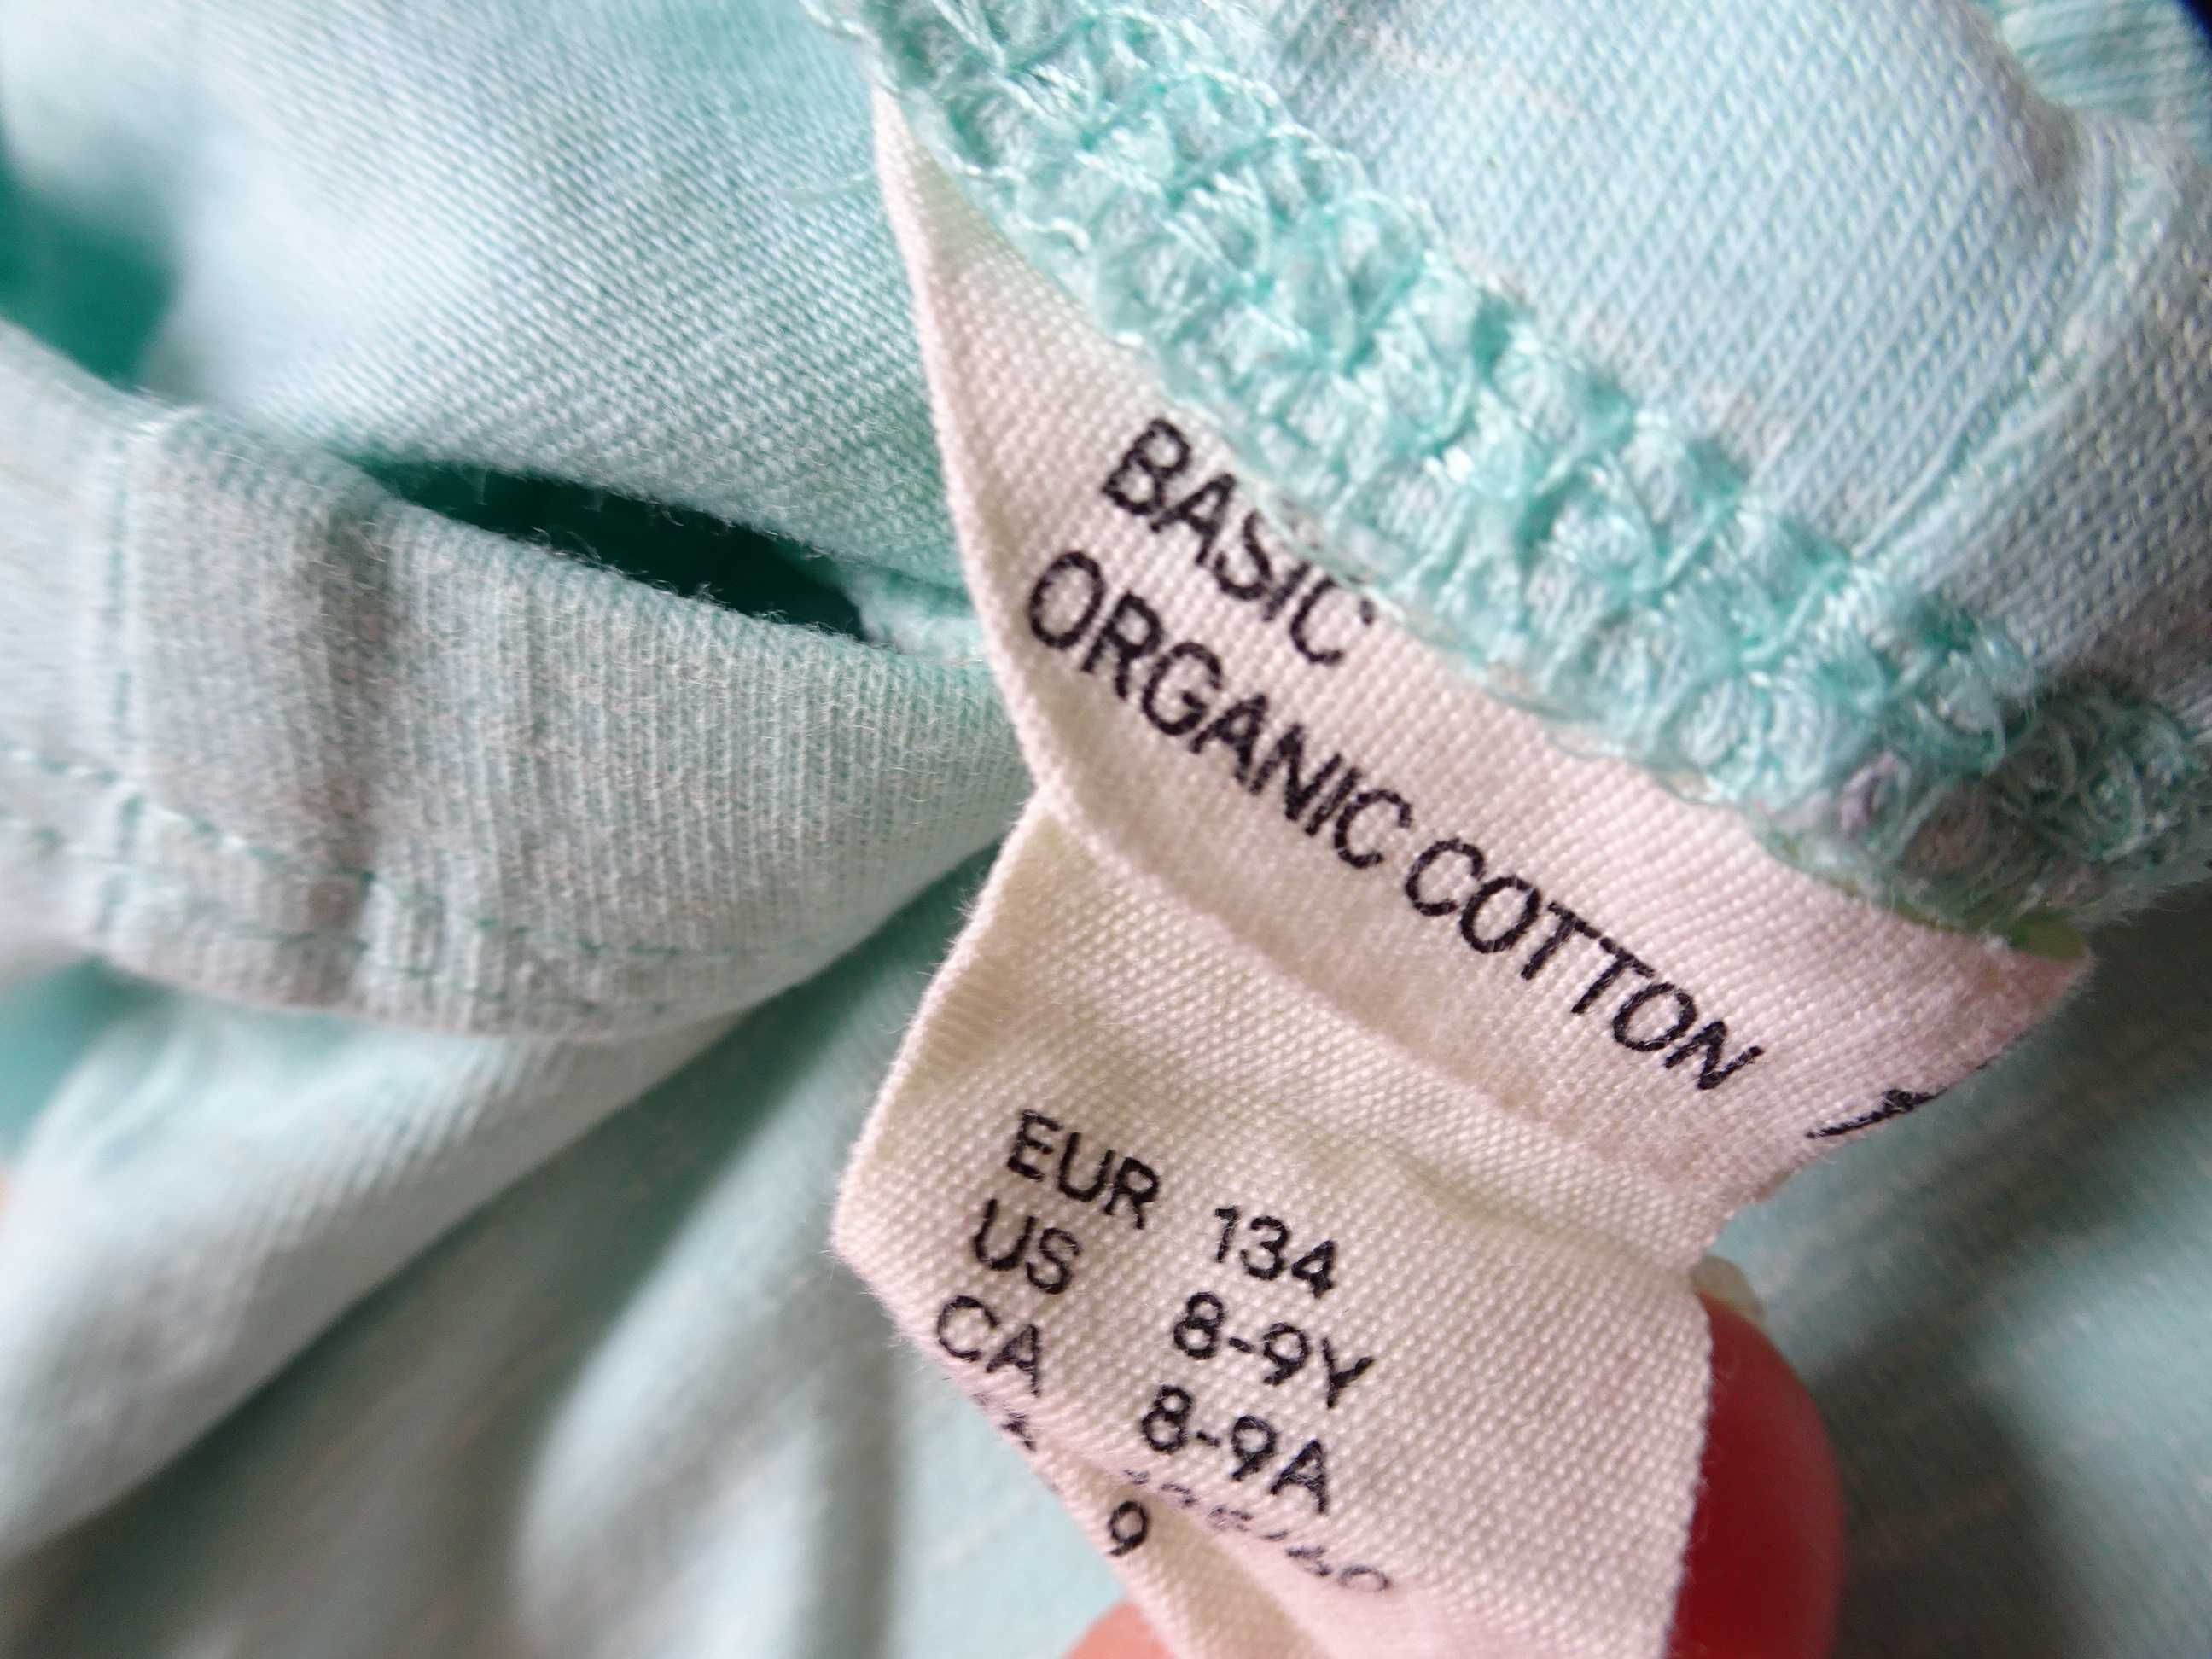 BASIC
ORGANIC COTTON
EUR 134
US 8-9Y
CA 8-9A
9